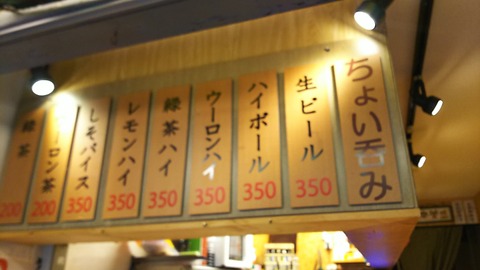 ちょい呑み
生ビール
350
ハイボール
350
ウーロンハイ
350
緑茶ハイ
350
レモンハイ
350
しそバイス
350
ウーロン茶
200
緑茶
200